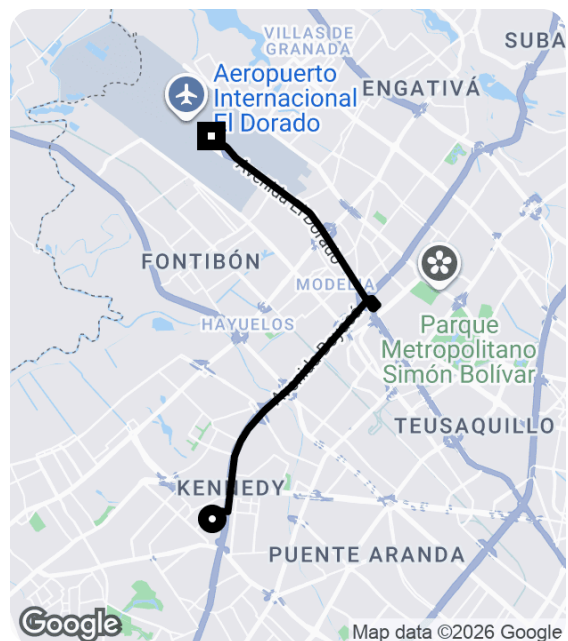 VILLAS DE
GRANADA
SUBA
Aeropuerto
Internacional
El Dorado
ENGATIVÁ
Avenida El Dorado
FONTIBÓN
MODELIA
HAYUELOS
Parque
Metropolitano
Simón Bolívar
Avenida
TEUSAQUILLO
KENNEDY
PUENTE ARANDA
Google
Map data ©2026 Google